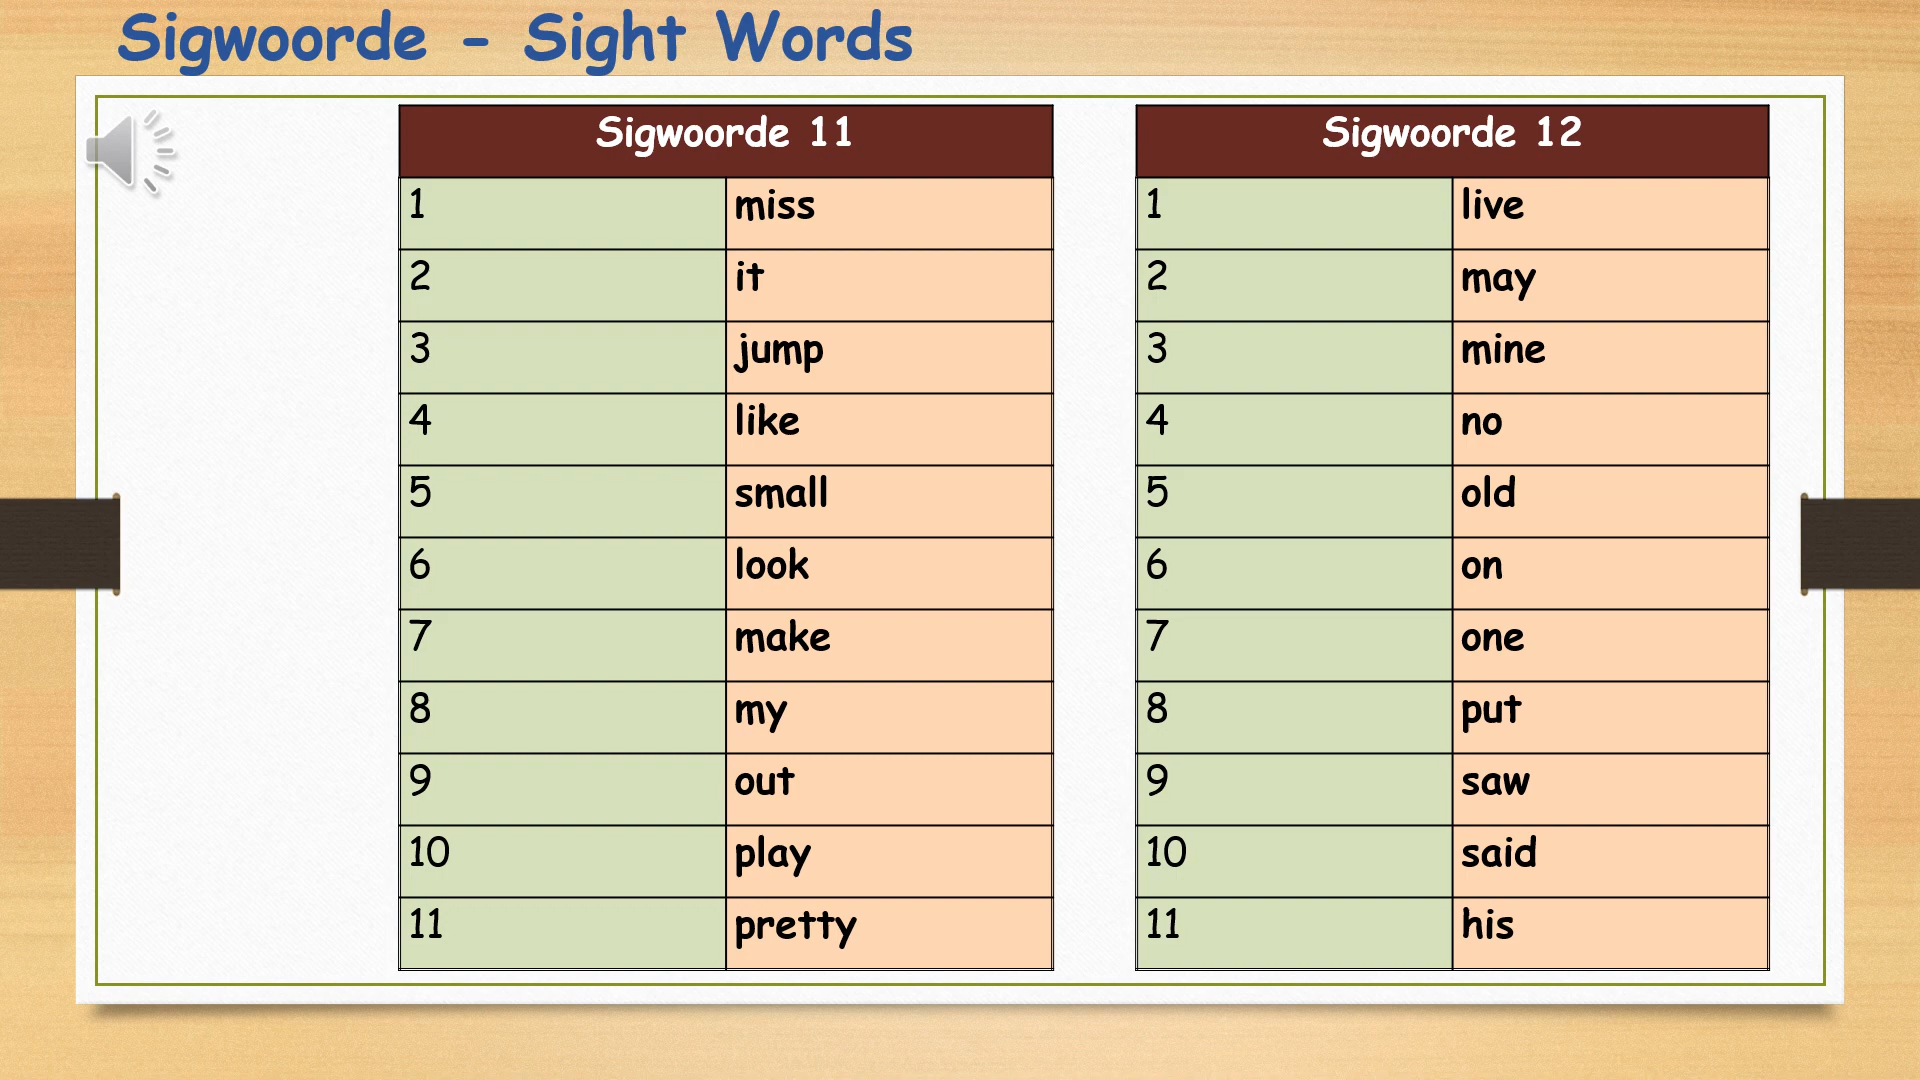 Sigwoorde - Sight Words
Sigwoorde 11
1 miss
2 it
3 jump
4 like
5 small
6 look
7 make
8 my
9 out
10 play
11 pretty
Sigwoorde 12
1 live
2 may
3 mine
4 no
5 old
6 on
7 one
8 put
9 saw
10 said
11 his